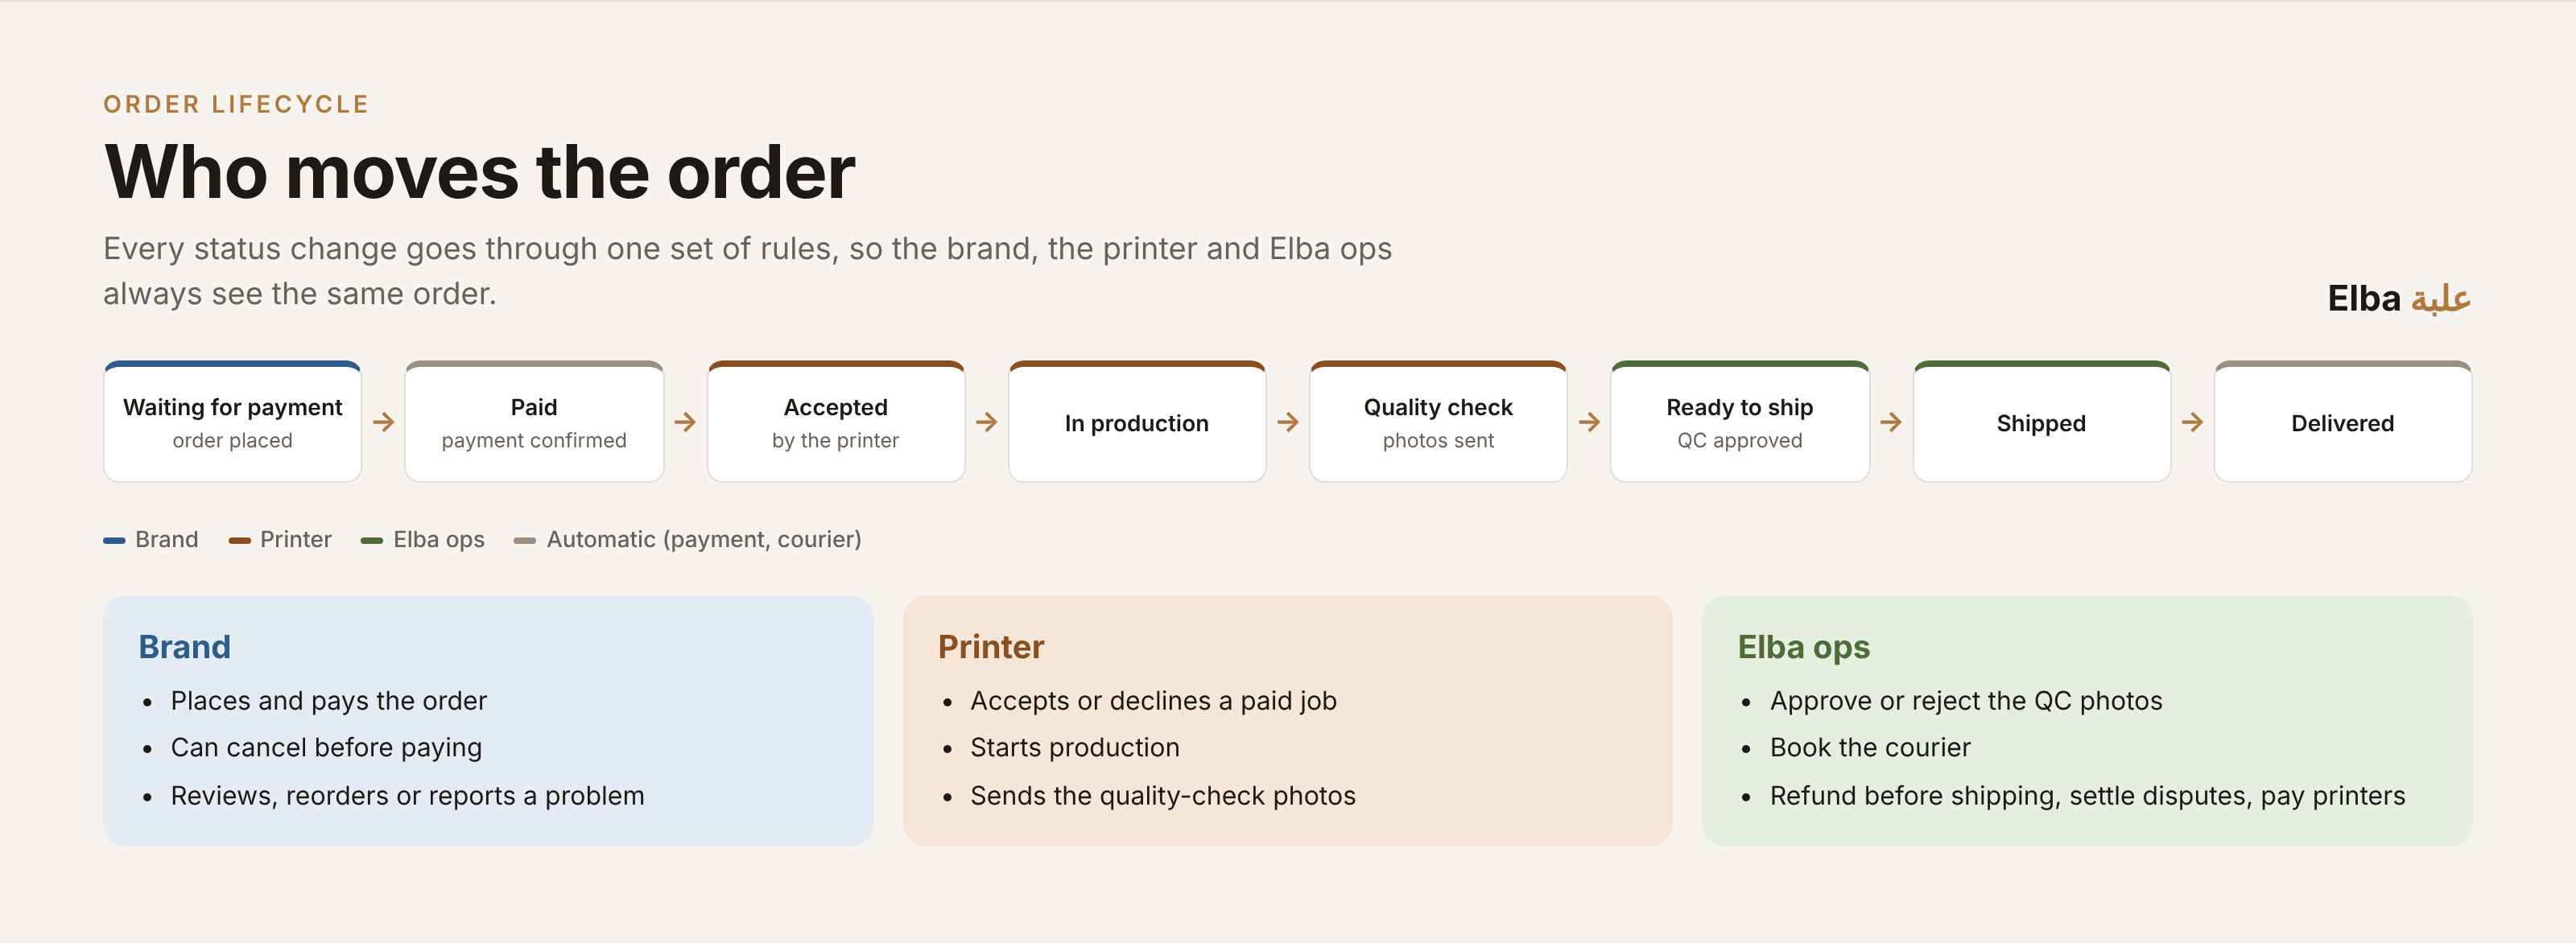 ORDER LIFECYCLE
Who moves the order
Every status change goes through one set of rules, so the brand, the printer and Elba ops
always see the same order.
Elba علبة
Waiting for payment
order placed
Paid
payment confirmed
Accepted
by the printer
In production
Quality check
photos sent
Ready to ship
QC approved
Shipped
Delivered
Brand
Printer
Elba ops
Automatic (payment, courier)
Brand
• Places and pays the order
• Can cancel before paying
• Reviews, reorders or reports a problem
Printer
• Accepts or declines a paid job
• Starts production
• Sends the quality-check photos
Elba ops
• Approve or reject the QC photos
• Book the courier
• Refund before shipping, settle disputes, pay printers